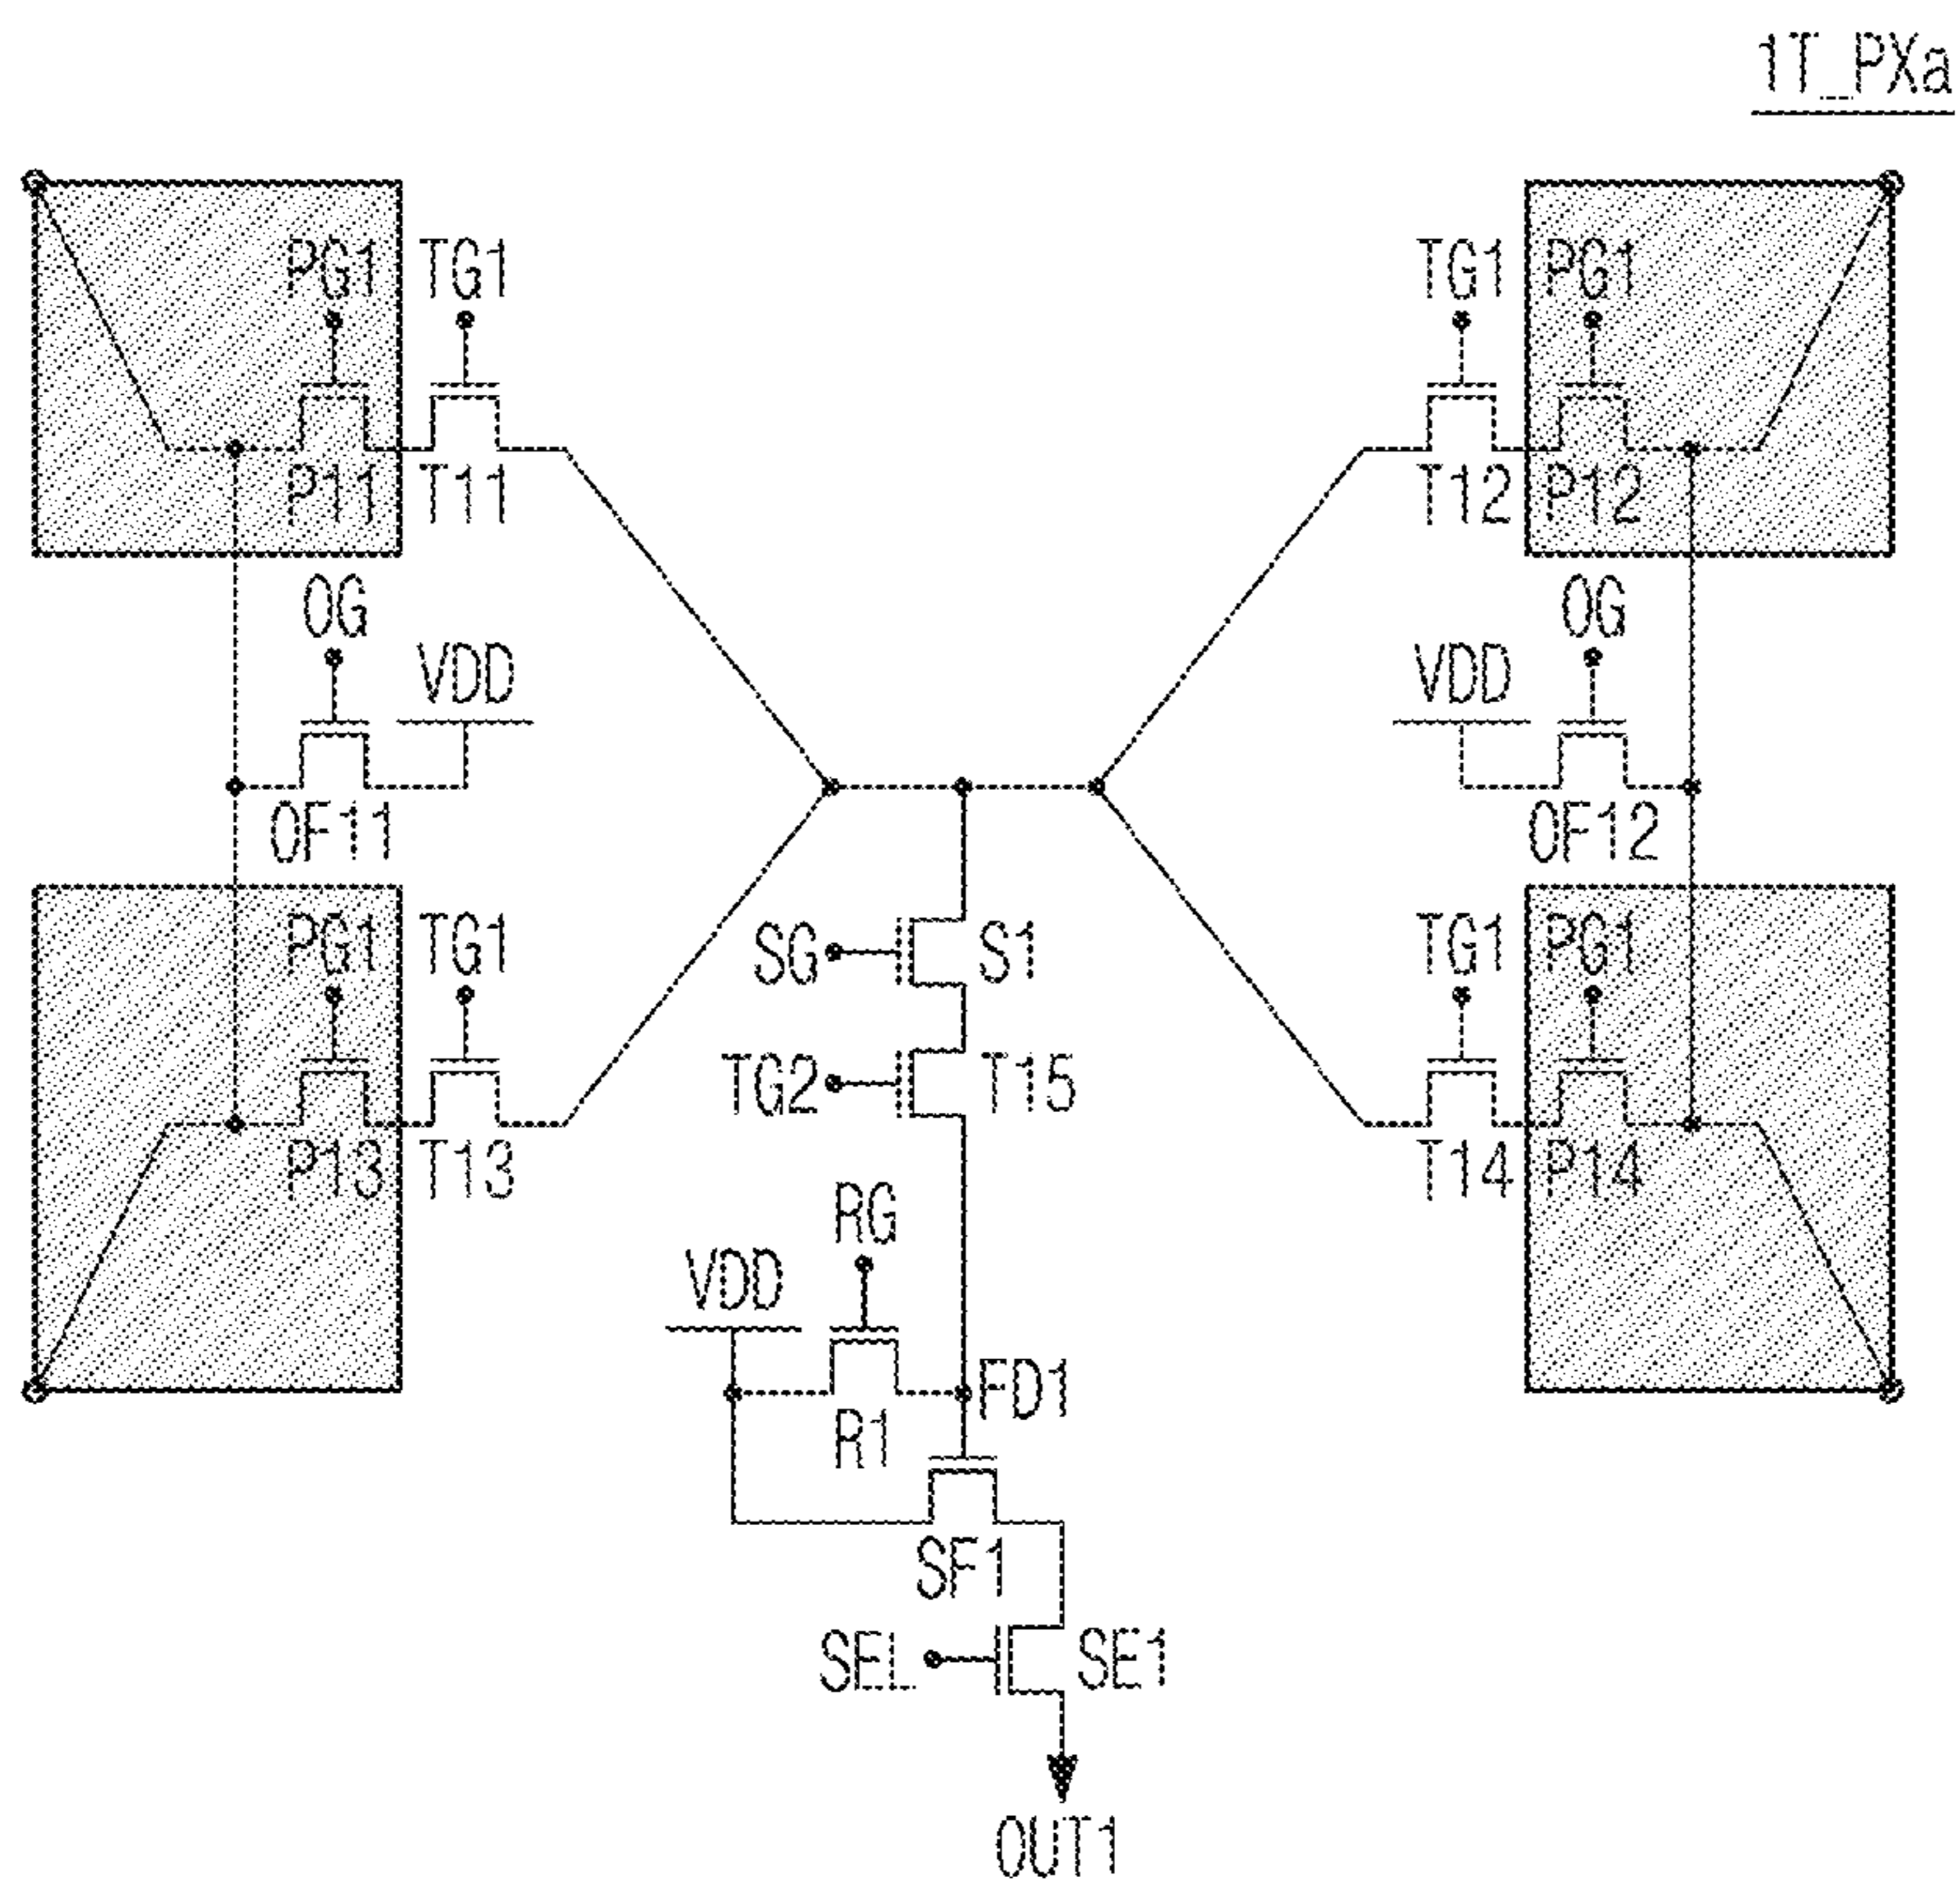 1T_PXa
PG1 TG1
TG1 PG1
P11 T11
T12 P12
OG
VDD
OF11
OG
VDD
OF12
PG1 TG1
TG1 PG1
SG S1
TG2 T15
P13 T13
T14 P14
RG
VDD
FD1
R1
SF1
SEL SE1
OUT1